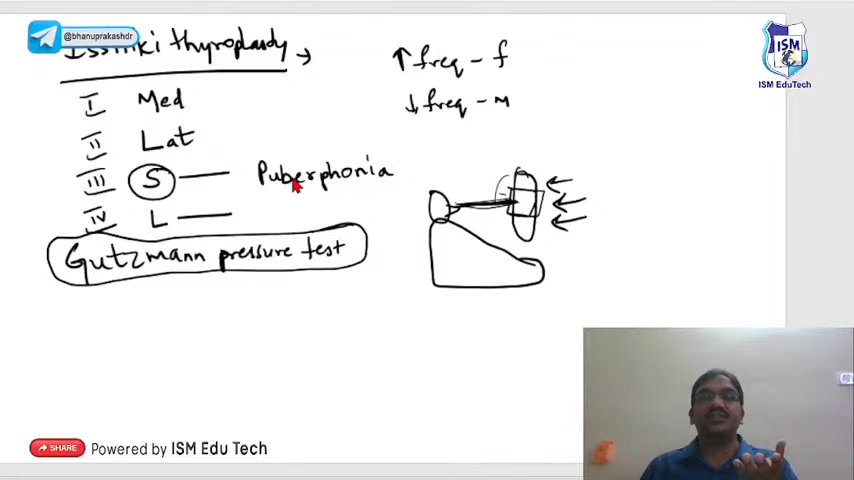 @bhanuprakashdr
thyroplasty →
↑ freq - f
↓ freq - M
ISM
ISM EduTech
I Med
II Lat
III S — Puberphonia
IV L —
Gutzmann pressure test
SHARE
Powered by ISM Edu Tech